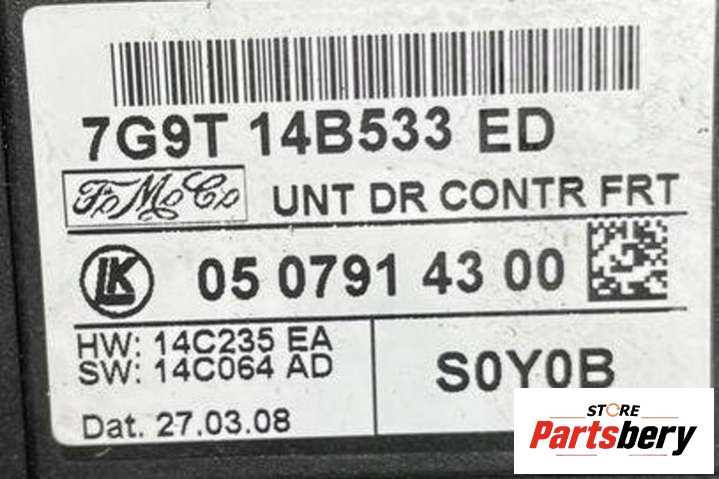 7G9T 14B533 ED
FoMoCo UNT DR CONTR FRT
LK 05 0791 43 00
HW: 14C235 EA
SW: 14C064 AD
S0Y0B
Dat. 27.03.08
STORE
Partsbery